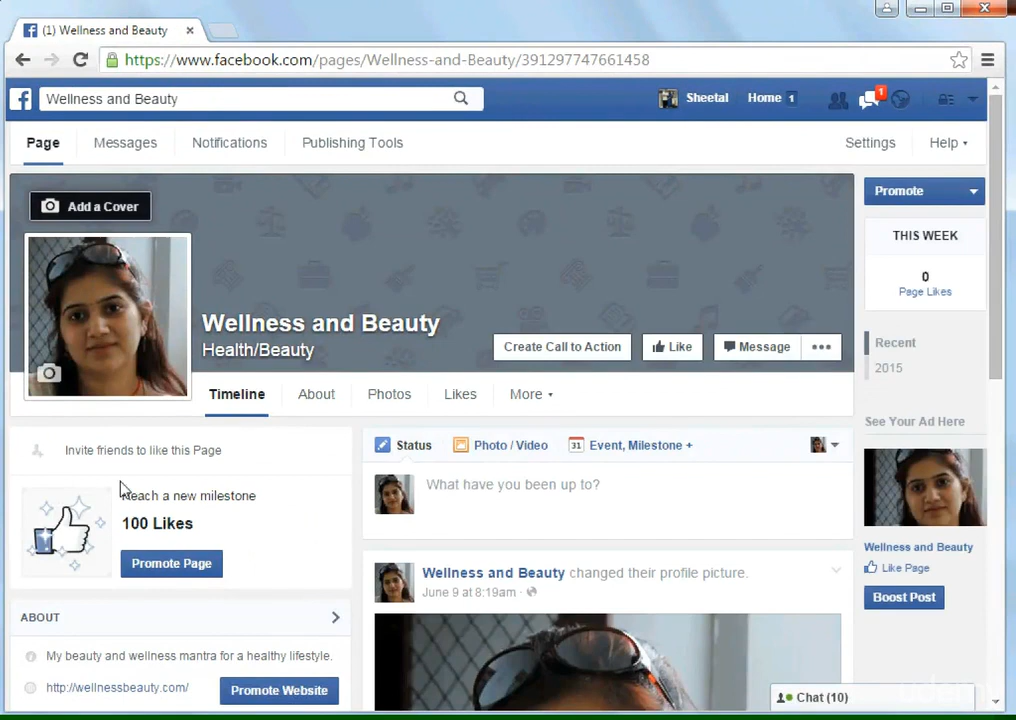 (1) Wellness and Beauty
https://www.facebook.com/pages/Wellness-and-Beauty/391297747661458
Wellness and Beauty
Sheetal Home 1 1
Page Messages Notifications Publishing Tools Settings Help
Add a Cover
Promote
THIS WEEK
0
Page Likes
Wellness and Beauty
Health/Beauty
Create Call to Action Like Message
Recent
2015
Timeline About Photos Likes More
See Your Ad Here
Invite friends to like this Page
Status Photo / Video 31 Event, Milestone +
What have you been up to?
Reach a new milestone
100 Likes
Promote Page
Wellness and Beauty
Like Page
Boost Post
Wellness and Beauty changed their profile picture.
June 9 at 8:19am ·
ABOUT
My beauty and wellness mantra for a healthy lifestyle.
http://wellnessbeauty.com/ Promote Website
Chat (10)
udemy